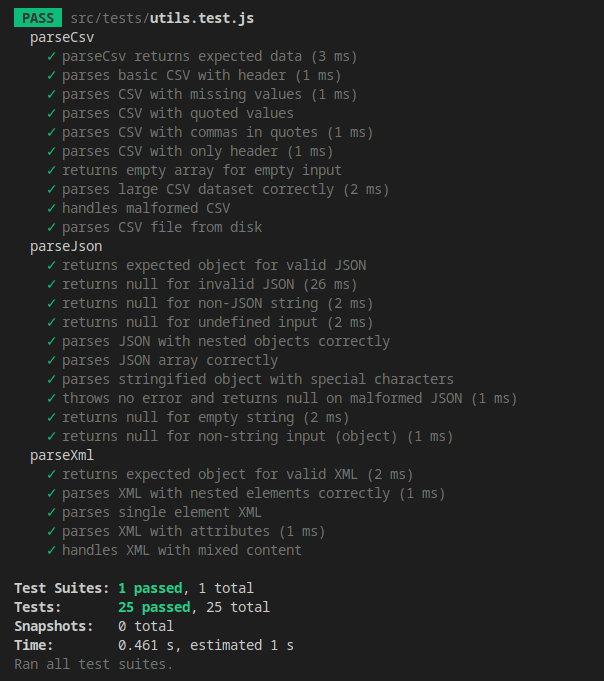 PASS src/tests/utils.test.js
parseCsv
✓ parseCsv returns expected data (3 ms)
✓ parses basic CSV with header (1 ms)
✓ parses CSV with missing values (1 ms)
✓ parses CSV with quoted values
✓ parses CSV with commas in quotes (1 ms)
✓ parses CSV with only header (1 ms)
✓ returns empty array for empty input
✓ parses large CSV dataset correctly (2 ms)
✓ handles malformed CSV
✓ parses CSV file from disk
parseJson
✓ returns expected object for valid JSON
✓ returns null for invalid JSON (26 ms)
✓ returns null for non-JSON string (2 ms)
✓ returns null for undefined input (2 ms)
✓ parses JSON with nested objects correctly
✓ parses JSON array correctly
✓ parses stringified object with special characters
✓ throws no error and returns null on malformed JSON (1 ms)
✓ returns null for empty string (2 ms)
✓ returns null for non-string input (object) (1 ms)
parseXml
✓ returns expected object for valid XML (2 ms)
✓ parses XML with nested elements correctly (1 ms)
✓ parses single element XML
✓ parses XML with attributes (1 ms)
✓ handles XML with mixed content
Test Suites: 1 passed, 1 total
Tests: 25 passed, 25 total
Snapshots: 0 total
Time: 0.461 s, estimated 1 s
Ran all test suites.